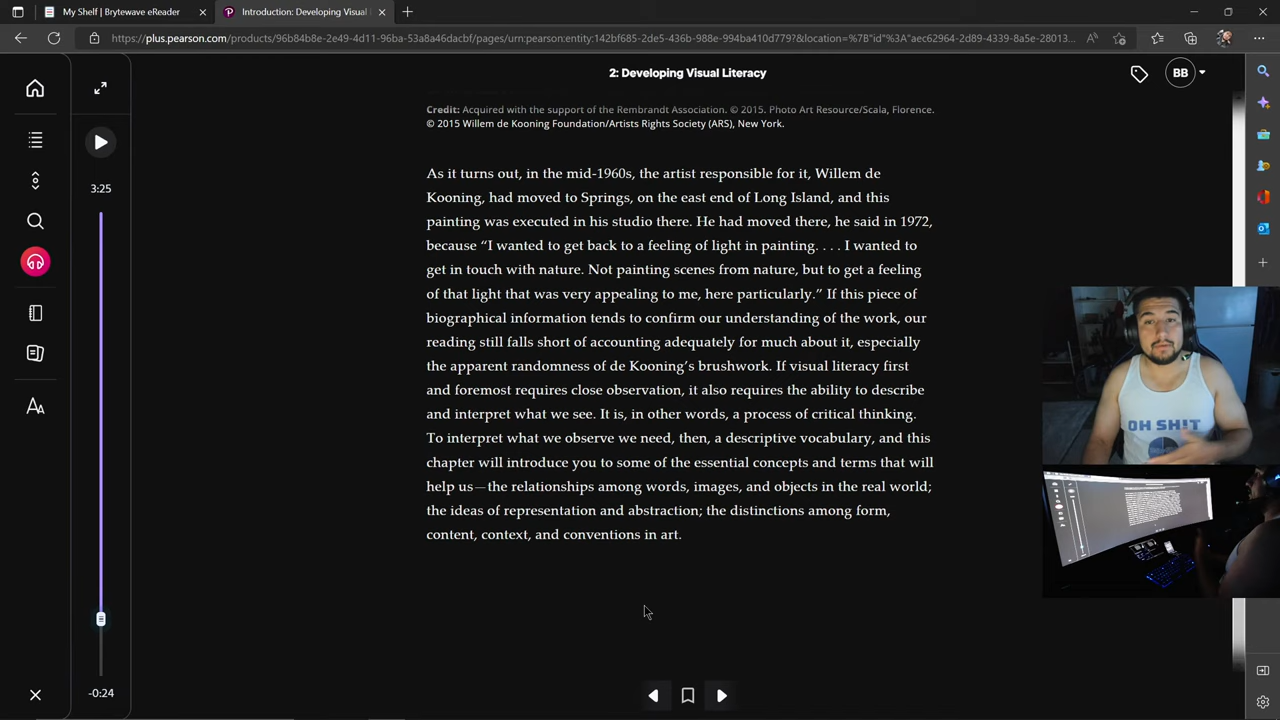 My Shelf | Brytewave eReader
Introduction: Developing Visual
https://plus.pearson.com/products/96b84b8e-2e49-4d11-96ba-53a8a46dacbf/pages/urn:pearson:entity:142bf685-2de5-436b-988e-994ba410d779?&location=%7B"id"%3A"aec62964-2d89-4339-8a5e-28013...
2: Developing Visual Literacy
BB
Credit: Acquired with the support of the Rembrandt Association. © 2015. Photo Art Resource/Scala, Florence.
© 2015 Willem de Kooning Foundation/Artists Rights Society (ARS), New York.
3:25
As it turns out, in the mid-1960s, the artist responsible for it, Willem de
Kooning, had moved to Springs, on the east end of Long Island, and this
painting was executed in his studio there. He had moved there, he said in 1972,
because “I wanted to get back to a feeling of light in painting. . . . I wanted to
get in touch with nature. Not painting scenes from nature, but to get a feeling
of that light that was very appealing to me, here particularly.” If this piece of
biographical information tends to confirm our understanding of the work, our
reading still falls short of accounting adequately for much about it, especially
the apparent randomness of de Kooning’s brushwork. If visual literacy first
and foremost requires close observation, it also requires the ability to describe
and interpret what we see. It is, in other words, a process of critical thinking.
To interpret what we observe we need, then, a descriptive vocabulary, and this
chapter will introduce you to some of the essential concepts and terms that will
help us—the relationships among words, images, and objects in the real world;
the ideas of representation and abstraction; the distinctions among form,
content, context, and conventions in art.
OH SH!T
-0:24